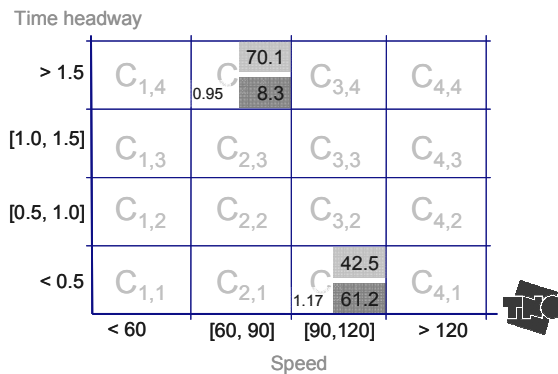 Time headway
> 1.5
C1,4
C
70.1
0.95
8.3
C3,4
C4,4
[1.0, 1.5]
C1,3
C2,3
C3,3
C4,3
[0.5, 1.0]
C1,2
C2,2
C3,2
C4,2
< 0.5
C1,1
C2,1
C
42.5
1.17
61.2
C4,1
TNO
< 60
[60, 90]
[90,120]
> 120
Speed